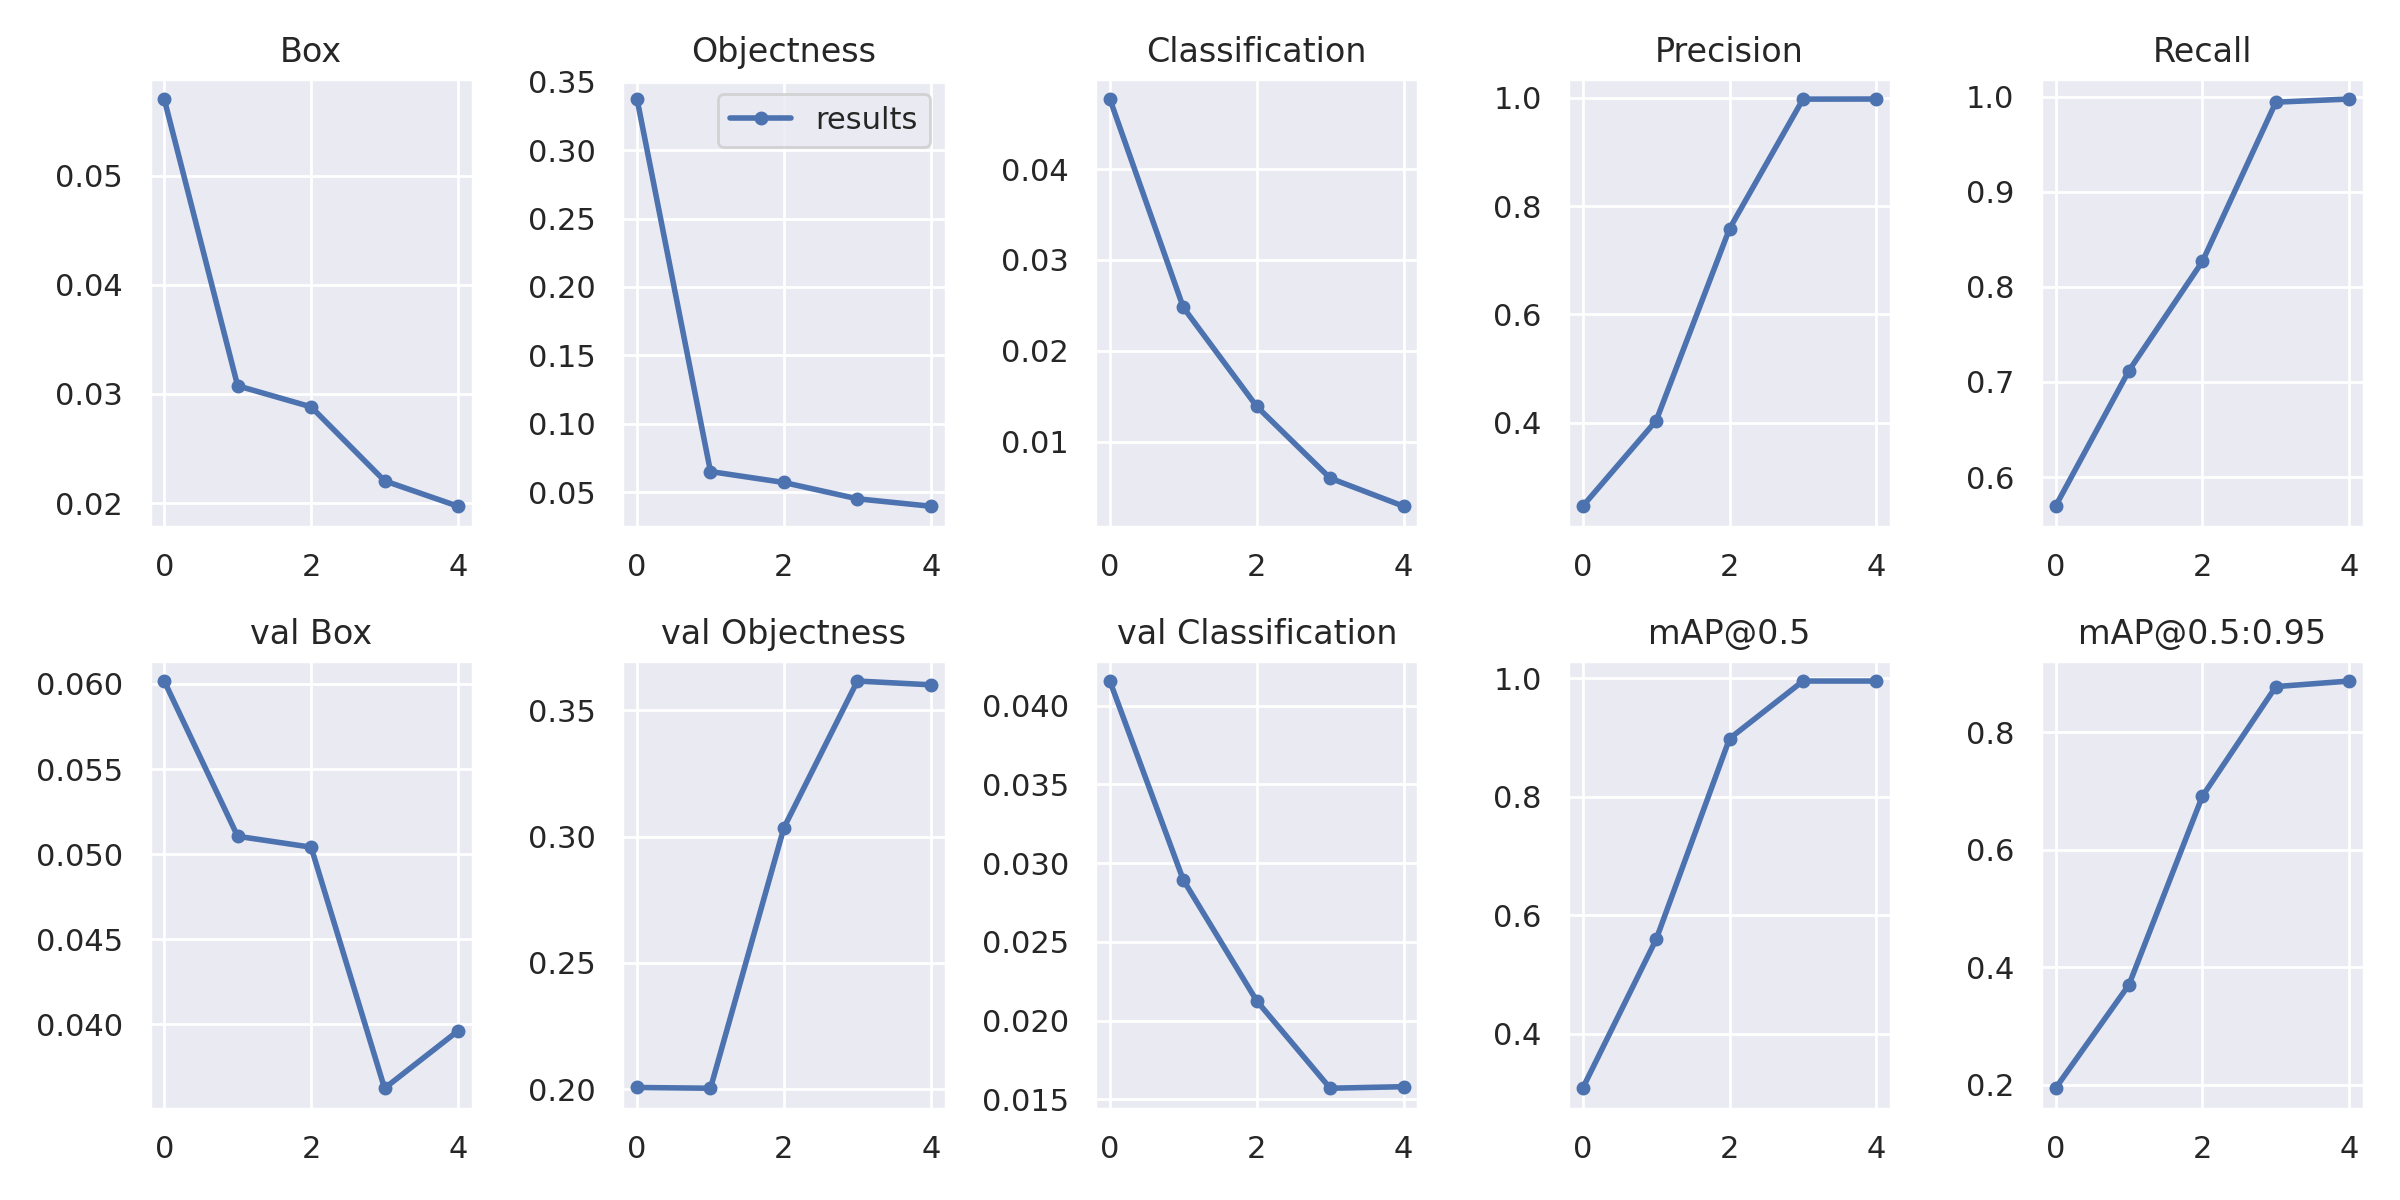 Box
Objectness
Classification
Precision
Recall
0.05
0.04
0.03
0.02
0 2 4
0.35
0.30
0.25
0.20
0.15
0.10
0.05
results
0 2 4
0.04
0.03
0.02
0.01
0 2 4
1.0
0.8
0.6
0.4
0 2 4
1.0
0.9
0.8
0.7
0.6
0 2 4
val Box
val Objectness
val Classification
mAP@0.5
mAP@0.5:0.95
0.060
0.055
0.050
0.045
0.040
0 2 4
0.35
0.30
0.25
0.20
0 2 4
0.040
0.035
0.030
0.025
0.020
0.015
0 2 4
1.0
0.8
0.6
0.4
0 2 4
0.8
0.6
0.4
0.2
0 2 4